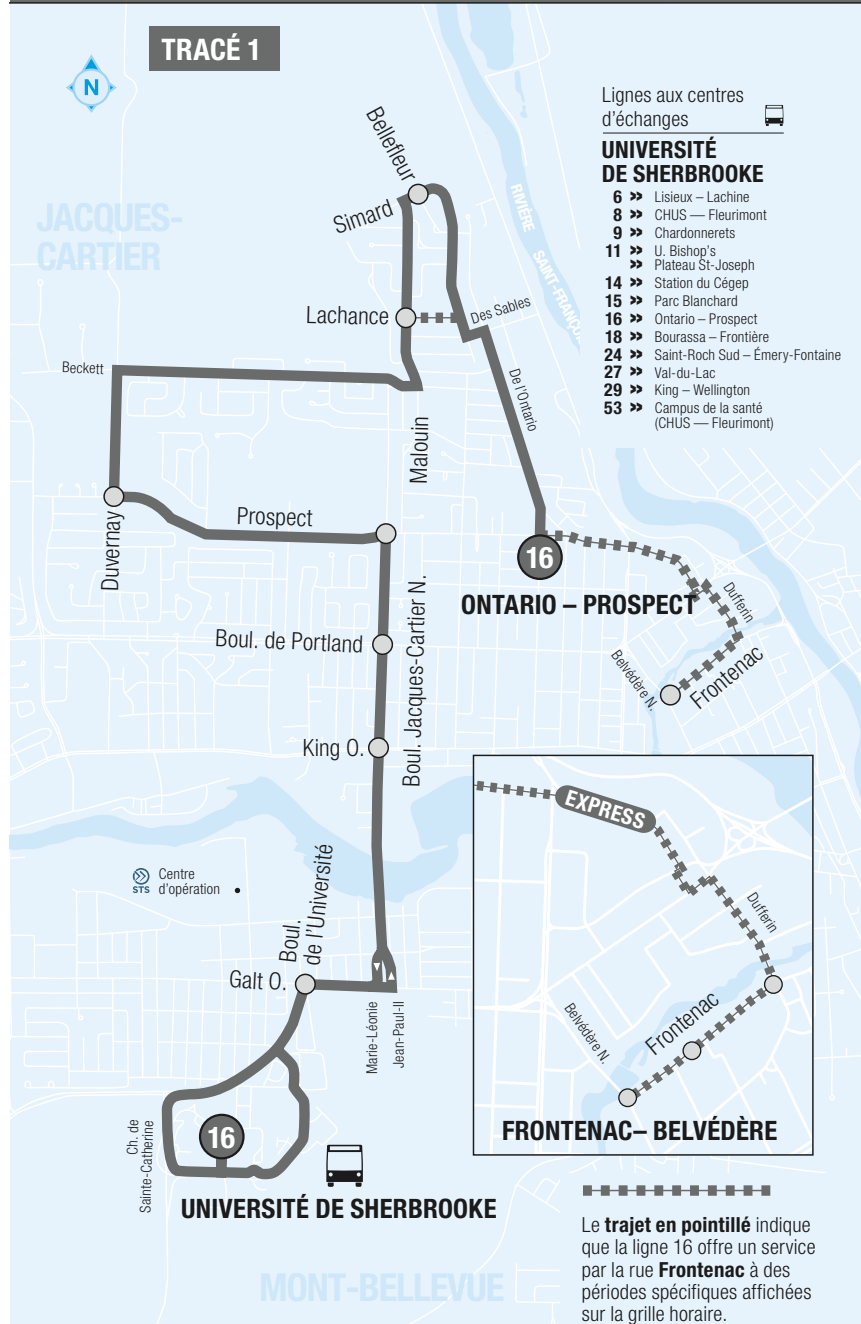 TRACÉ 1
N
Lignes aux centres
d'échanges
UNIVERSITÉ
DE SHERBROOKE
6 » Lisieux – Lachine
8 » CHUS — Fleurimont
9 » Chardonnerets
11 » U. Bishop's
» Plateau St-Joseph
14 » Station du Cégep
15 » Parc Blanchard
16 » Ontario – Prospect
18 » Bourassa – Frontière
24 » Saint-Roch Sud – Émery-Fontaine
27 » Val-du-Lac
29 » King – Wellington
53 » Campus de la santé
(CHUS — Fleurimont)
JACQUES-
CARTIER
Bellefleur
Simard
RIVIÈRE SAINT-FRANÇOIS
Lachance
Des Sables
Beckett
De l'Ontario
Malouin
Duvernay
Prospect
16
ONTARIO – PROSPECT
Dufferin
Belvédère N.
Frontenac
Boul. de Portland
Boul. Jacques-Cartier N.
King O.
EXPRESS
Dufferin
Frontenac
Belvédère N.
FRONTENAC– BELVÉDÈRE
STS
Centre
d'opération
Boul.
de l'Université
Galt O.
Marie-Léonie
Jean-Paul-II
Ch. de
Sainte-Catherine
16
UNIVERSITÉ DE SHERBROOKE
MONT-BELLEVUE
Le trajet en pointillé indique
que la ligne 16 offre un service
par la rue Frontenac à des
périodes spécifiques affichées
sur la grille horaire.